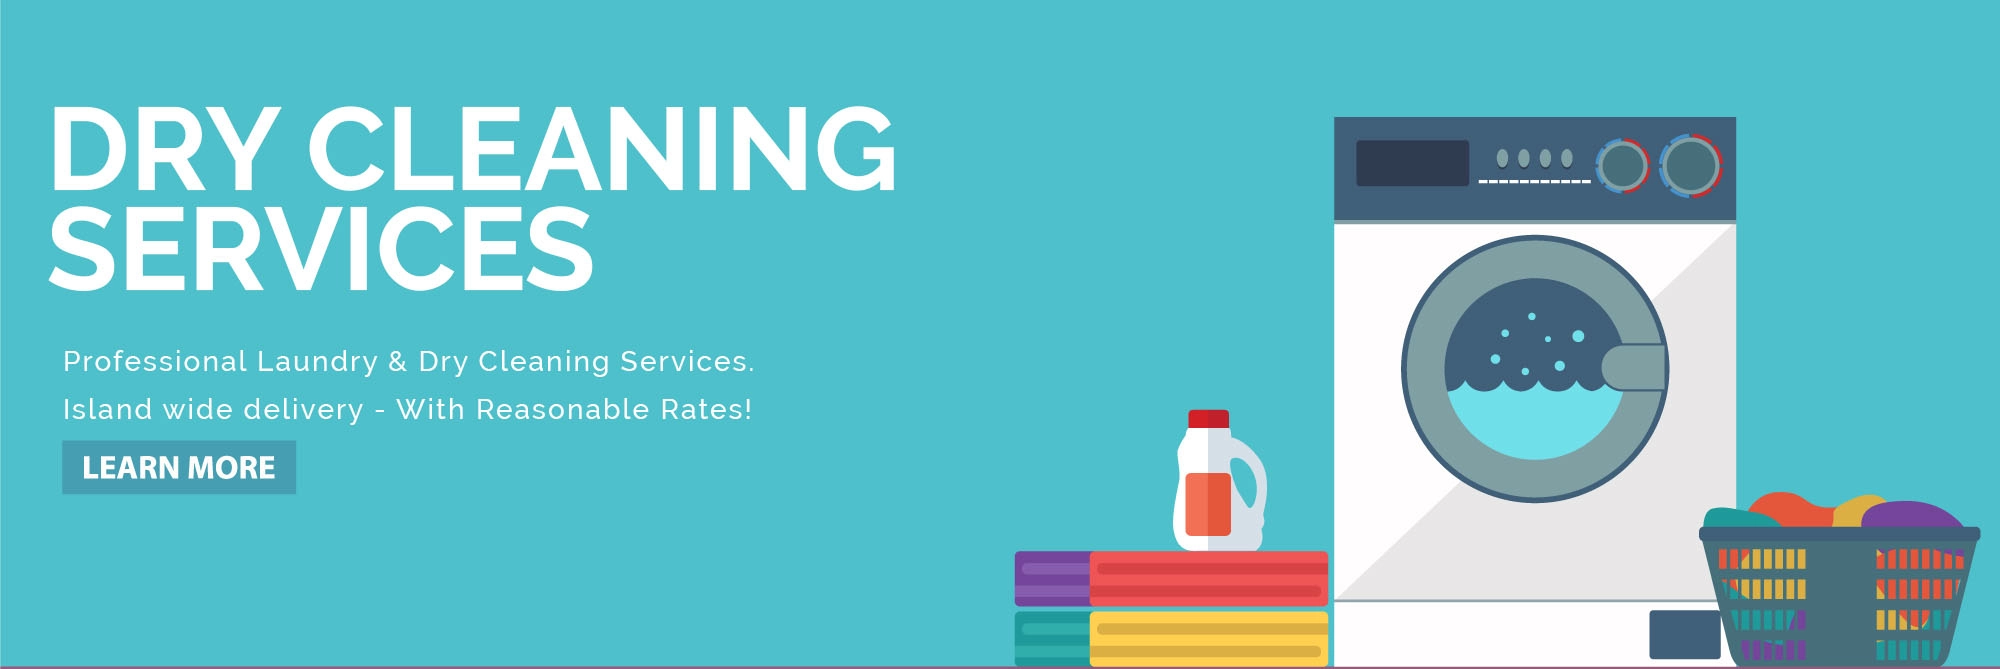 DRY CLEANING
SERVICES
Professional Laundry & Dry Cleaning Services.
Island wide delivery - With Reasonable Rates!
LEARN MORE